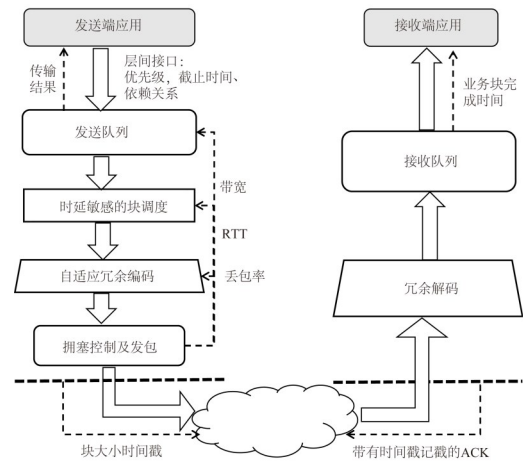 发送端应用
传输
结果
层间接口：
优先级，截止时间、
依赖关系
发送队列
带宽
时延敏感的块调度
RTT
自适应冗余编码
丢包率
拥塞控制及发包
块大小时间戳
接收端应用
业务块完
成时间
接收队列
冗余解码
带有时间戳记戳的ACK